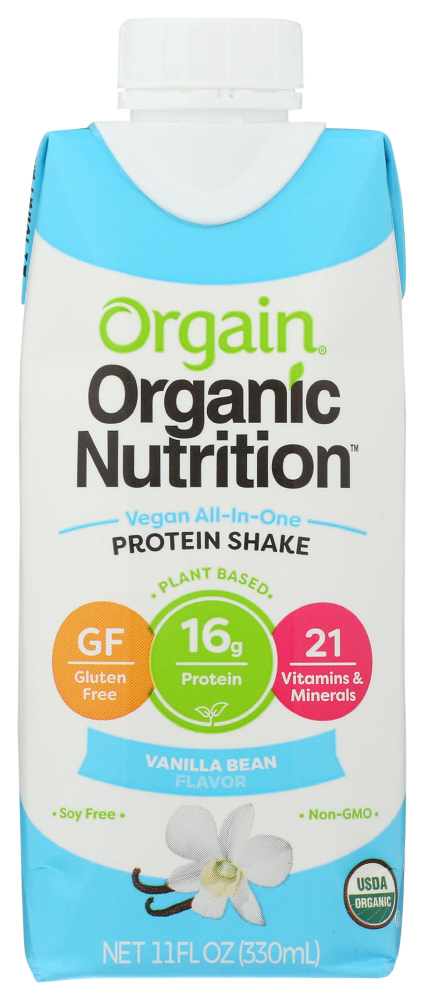 Orgain®
Organic
Nutrition™
Vegan All-In-One
PROTEIN SHAKE
• PLANT BASED •
GF
Gluten
Free
16g
Protein
21
Vitamins &
Minerals
VANILLA BEAN
FLAVOR
• Soy Free •
• Non-GMO •
USDA
ORGANIC
NET 11FL OZ (330mL)